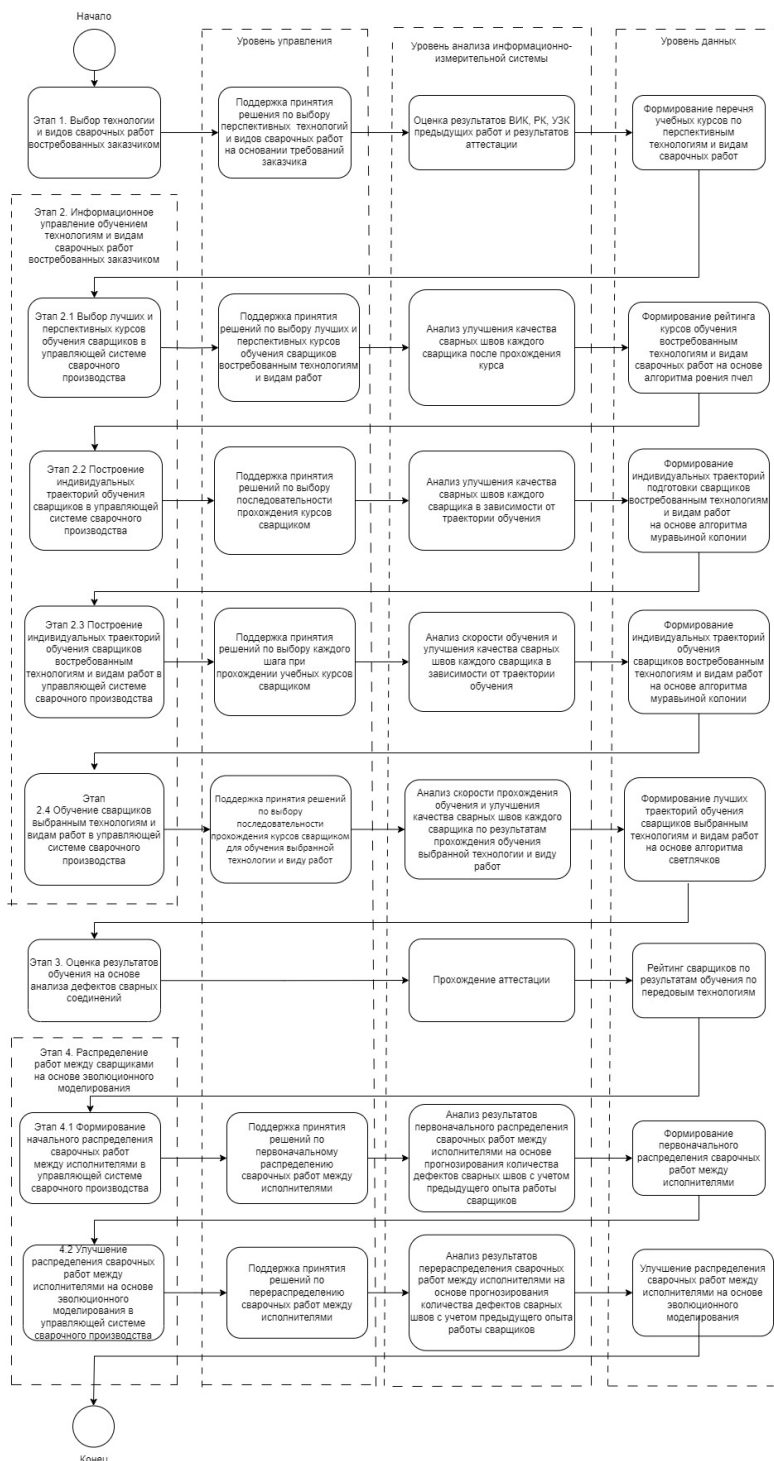 Начало
Уровень управления
Уровень анализа информационно-
измерительной системы
Уровень данных
Этап 1. Выбор технологии
и видов сварочных работ
востребованных заказчиком
Поддержка принятия
решения по выбору
перспективных технологий
и видов сварочных работ
на основании требований
заказчика
Оценка результатов ВИК, РК, УЗК
предыдущих работ и результатов
аттестации
Формирование перечня
учебных курсов по
перспективным
технологиям и видам
сварочных работ
Этап 2. Информационное
управление обучением
технологиям и видам
сварочных работ
востребованных заказчиком
Этап 2.1 Выбор лучших и
перспективных курсов
обучения сварщиков в
управляющей системе
сварочного
производства
Поддержка принятия
решений по выбору лучших и
перспективных курсов
обучения сварщиков
востребованным технологиям
и видам работ
Анализ улучшения качества
сварных швов каждого
сварщика после прохождения
курса
Формирование рейтинга
курсов обучения
востребованным
технологиям и видам
сварочных работ на основе
алгоритма роения пчел
Этап 2.2 Построение
индивидуальных
траекторий обучения
сварщиков в управляющей
системе сварочного
производства
Поддержка принятия
решений по выбору
последовательности
прохождения курсов
сварщиком
Анализ улучшения качества
сварных швов каждого
сварщика в зависимости от
траектории обучения
Формирование
индивидуальных траекторий
подготовки сварщиков
востребованным технологиям
и видам работ
на основе алгоритма
муравьиной колонии
Этап 2.3 Построение
индивидуальных траекторий
обучения сварщиков
востребованным
технологиям и видам работ в
управляющей системе
сварочного производства
Поддержка принятия
решений по выбору каждого
шага при
прохождении учебных курсов
сварщиком
Анализ скорости обучения и
улучшения качества сварных
швов каждого сварщика в
зависимости от траектории
обучения
Формирование
индивидуальных траекторий
обучения
сварщиков востребованным
технологиям и видам работ
на основе алгоритма
муравьиной колонии
Этап
2.4 Обучение сварщиков
выбранным технологиям и
видам работ в управляющей
системе сварочного
производства
Поддержка принятия решений
по выбору
последовательности
прохождения курсов сварщиком
для обучения выбранной
технологии и виду работ
Анализ скорости прохождения
обучения и улучшения
качества сварных швов каждого
сварщика по результатам
прохождения обучения
выбранной технологии и виду
работ
Формирование лучших
траекторий обучения
сварщиков выбранным
технологиям и видам работ
на основе алгоритма
светлячков
Этап 3. Оценка результатов
обучения на основе
анализа дефектов сварных
соединений
Прохождение аттестации
Рейтинг сварщиков по
результатам обучения по
передовым технологиям
Этап 4. Распределение
работ между сварщиками
на основе эволюционного
моделирования
Этап 4.1 Формирование
начального распределения
сварочных работ
между исполнителями в
управляющей системе
сварочного производства
Поддержка принятия
решений по
первоначальному
распределению
сварочных работ между
исполнителями
Анализ результатов
первоначального распределения
сварочных работ между
исполнителями на основе
прогнозирования количества
дефектов сварных швов с учетом
предыдущего опыта работы
сварщиков
Формирование
первоначального
распределения сварочных
работ между
исполнителями
4.2 Улучшение
распределения сварочных
работ между
исполнителями на основе
эволюционного
моделирования в
управляющей системе
сварочного производства
Поддержка принятия
решений по
перераспределению
сварочных работ между
исполнителями
Анализ результатов
перераспределения сварочных
работ между исполнителями на
основе прогнозирования
количества дефектов сварных
швов с учетом предыдущего опыта
работы сварщиков
Улучшение распределения
сварочных работ между
исполнителями на основе
эволюционного
моделирования
Конец